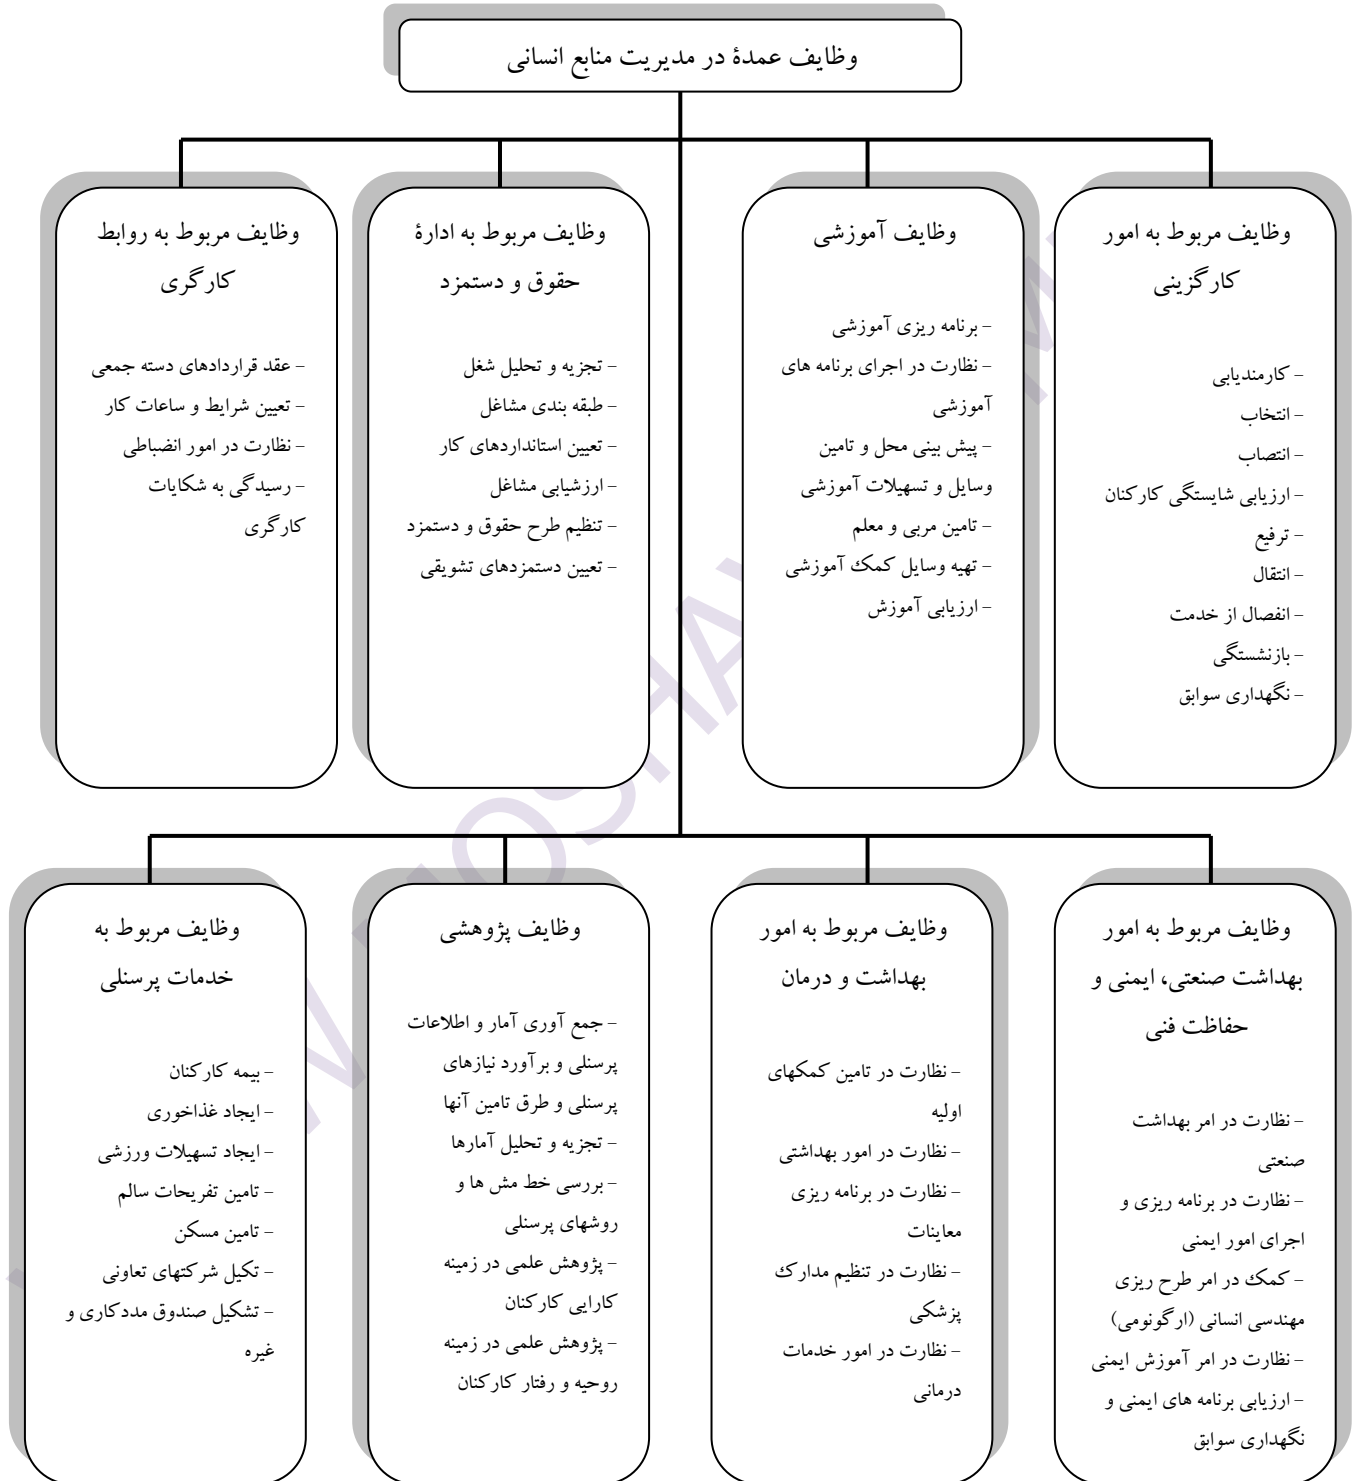 وظایف عمدۀ در مدیریت منابع انسانی
وظایف مربوط به امور
کارگزینی
- کارمندیابی
- انتخاب
- انتصاب
- ارزیابی شایستگی کارکنان
- ترفیع
- انتقال
- انفصال از خدمت
- بازنشستگی
- نگهداری سوابق
وظایف آموزشی
- برنامه ریزی آموزشی
- نظارت در اجرای برنامه های
آموزشی
- پیش بینی محل و تامین
وسایل و تسهیلات آموزشی
- تامین مربی و معلم
- تهیه وسایل کمک آموزشی
- ارزیابی آموزش
وظایف مربوط به ادارۀ
حقوق و دستمزد
- تجزیه و تحلیل شغل
- طبقه بندی مشاغل
- تعیین استانداردهای کار
- ارزشیابی مشاغل
- تنظیم طرح حقوق و دستمزد
- تعیین دستمزدهای تشویقی
وظایف مربوط به روابط
کارگری
- عقد قراردادهای دسته جمعی
- تعیین شرایط و ساعات کار
- نظارت در امور انضباطی
- رسیدگی به شکایات
کارگری
وظایف مربوط به امور
بهداشت صنعتی، ایمنی و
حفاظت فنی
- نظارت در امر بهداشت
صنعتی
- نظارت در برنامه ریزی و
اجرای امور ایمنی
- کمک در امر طرح ریزی
مهندسی انسانی (ارگونومی)
- نظارت در امر آموزش ایمنی
- ارزیابی برنامه های ایمنی و
نگهداری سوابق
وظایف مربوط به امور
بهداشت و درمان
- نظارت در تامین کمکهای
اولیه
- نظارت در امور بهداشتی
- نظارت در برنامه ریزی
معاینات
- نظارت در تنظیم مدارک
پزشکی
- نظارت در امور خدمات
درمانی
وظایف پژوهشی
- جمع آوری آمار و اطلاعات
پرسنلی و برآورد نیازهای
پرسنلی و طرق تامین آنها
- تجزیه و تحلیل آمارها
- بررسی خط مش ها و
روشهای پرسنلی
- پژوهش علمی در زمینه
کارایی کارکنان
- پژوهش علمی در زمینه
روحیه و رفتار کارکنان
وظایف مربوط به
خدمات پرسنلی
- بیمه کارکنان
- ایجاد غذاخوری
- ایجاد تسهیلات ورزشی
- تامین تفریحات سالم
- تامین مسکن
- تکیل شرکتهای تعاونی
- تشکیل صندوق مددکاری و
غیره